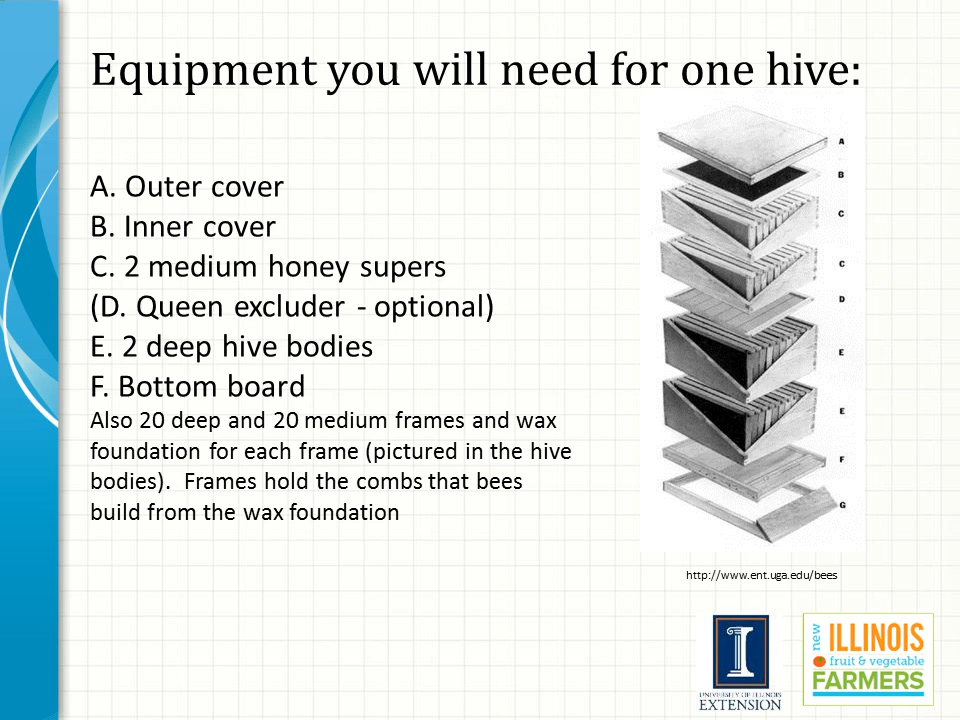 Equipment you will need for one hive:
A. Outer cover
B. Inner cover
C. 2 medium honey supers
(D. Queen excluder - optional)
E. 2 deep hive bodies
F. Bottom board
Also 20 deep and 20 medium frames and wax
foundation for each frame (pictured in the hive
bodies).  Frames hold the combs that bees
build from the wax foundation
A
B
C
C
D
E
E
F
G
http://www.ent.uga.edu/bees
I
UNIVERSITY OF ILLINOIS
EXTENSION
new
ILLINOIS
fruit & vegetable
FARMERS